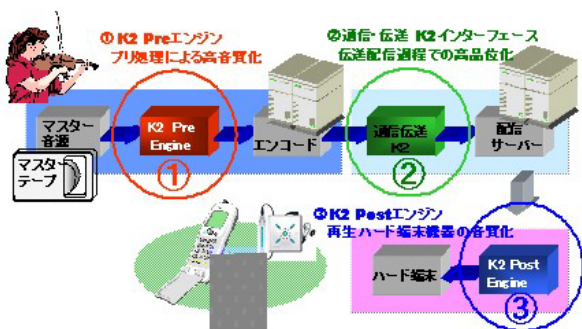 ① K2 Preエンジン
プリ処理による高音質化
②通信・伝送 K2インターフェース
伝送配信過程での高品位化
マスター
音源
K2 Pre
Engine
エンコード
通信伝送
K2
配信
サーバー
マスター
テープ
①
②
③K2 Postエンジン
再生ハード端末機器の音質化
ハード端末
K2 Post
Engine
③